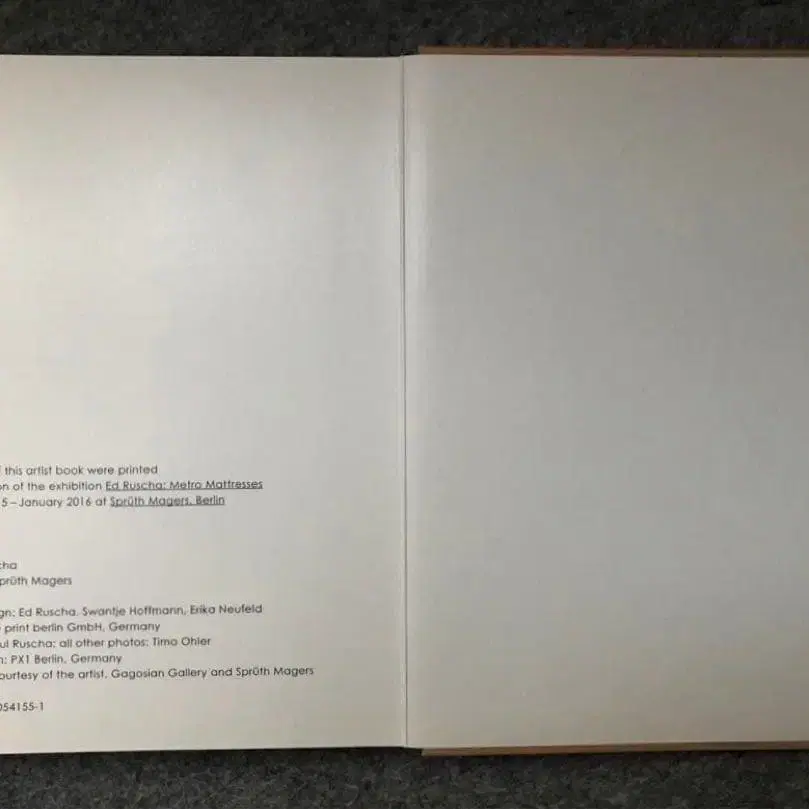 this artist book were printed
on of the exhibition Ed Ruscha: Metro Mattresses
5 – January 2016 at Sprüth Magers, Berlin
cha
prüth Magers
gn: Ed Ruscha, Swantje Hoffmann, Erika Neufeld
print berlin GmbH, Germany
ul Ruscha; all other photos: Timo Ohler
n: PX1 Berlin, Germany
ourtesy of the artist, Gagosian Gallery and Sprüth Magers
054155-1